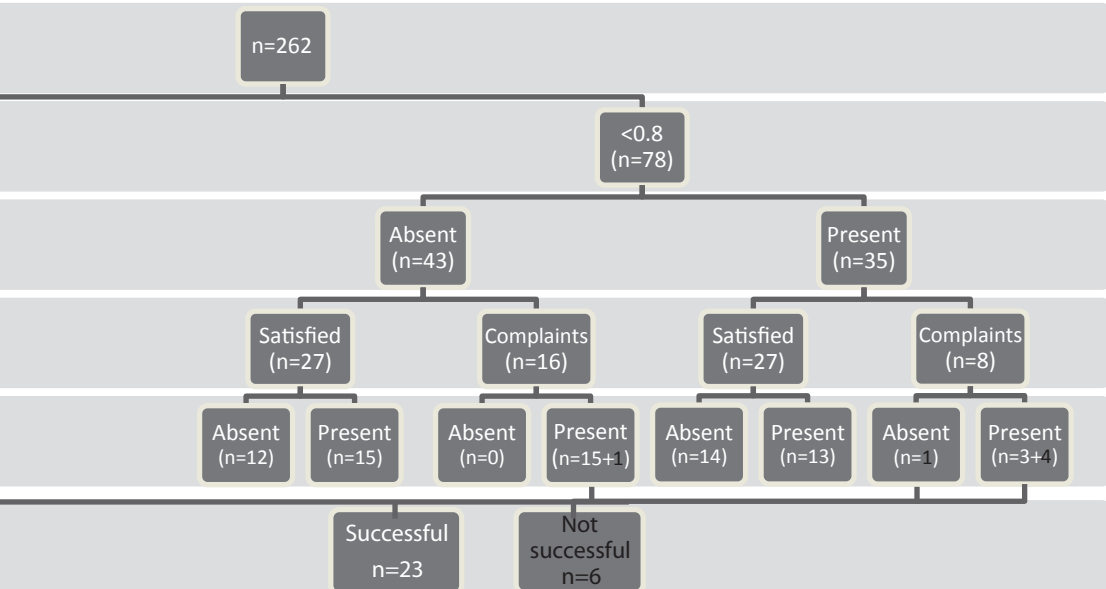 n=262
<0.8
(n=78)
Absent
(n=43)
Present
(n=35)
Satisfied
(n=27)
Complaints
(n=16)
Satisfied
(n=27)
Complaints
(n=8)
Absent
(n=12)
Present
(n=15)
Absent
(n=0)
Present
(n=15+1)
Absent
(n=14)
Present
(n=13)
Absent
(n=1)
Present
(n=3+4)
Successful
n=23
Not
successful
n=6